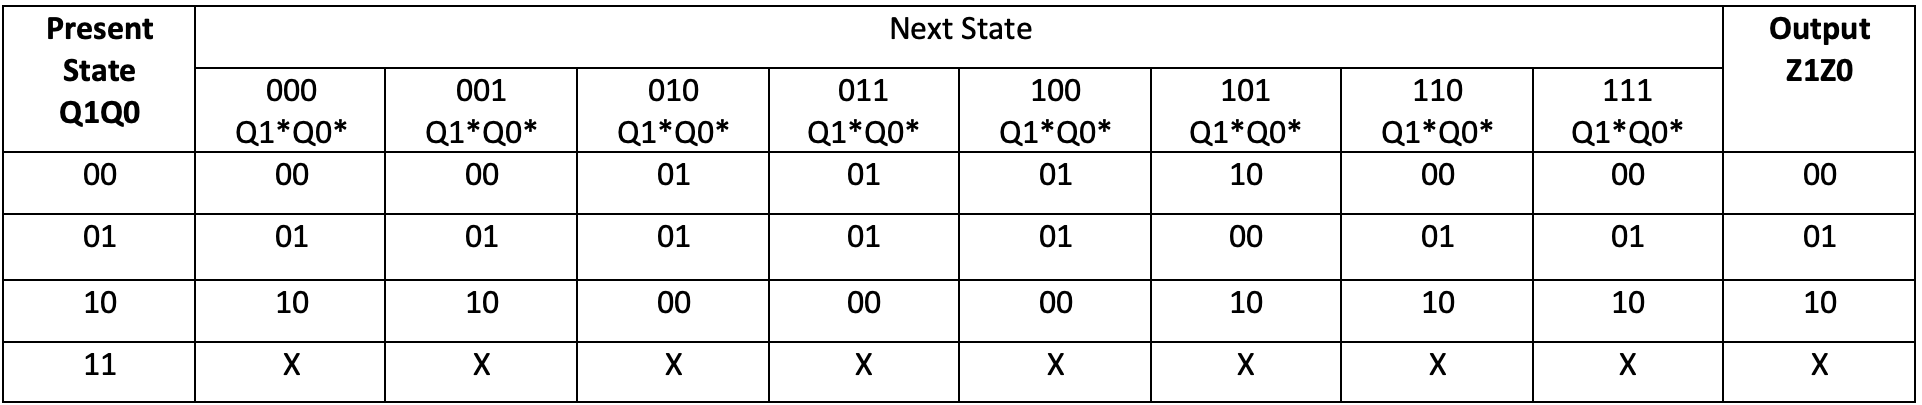 Present State Q1Q0 Next State Output Z1Z0
000 Q1*Q0* 001 Q1*Q0* 010 Q1*Q0* 011 Q1*Q0* 100 Q1*Q0* 101 Q1*Q0* 110 Q1*Q0* 111 Q1*Q0*
00 00 00 01 01 01 10 00 00 00
01 01 01 01 01 01 00 01 01 01
10 10 10 00 00 00 10 10 10 10
11 X X X X X X X X X